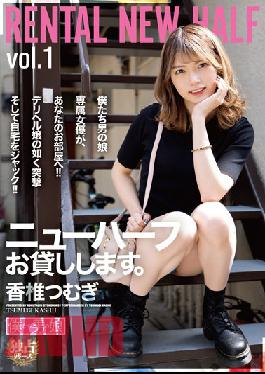 RENTAL NEW HALF
vol.1
僕たち男の娘
専属女優が、
あなたのお部屋へ!!
デリヘル嬢の如く突撃
そして自宅をジャック!!
ニューハーフ
お貸しします。
香椎つむぎ
TSUMUGI KASHII